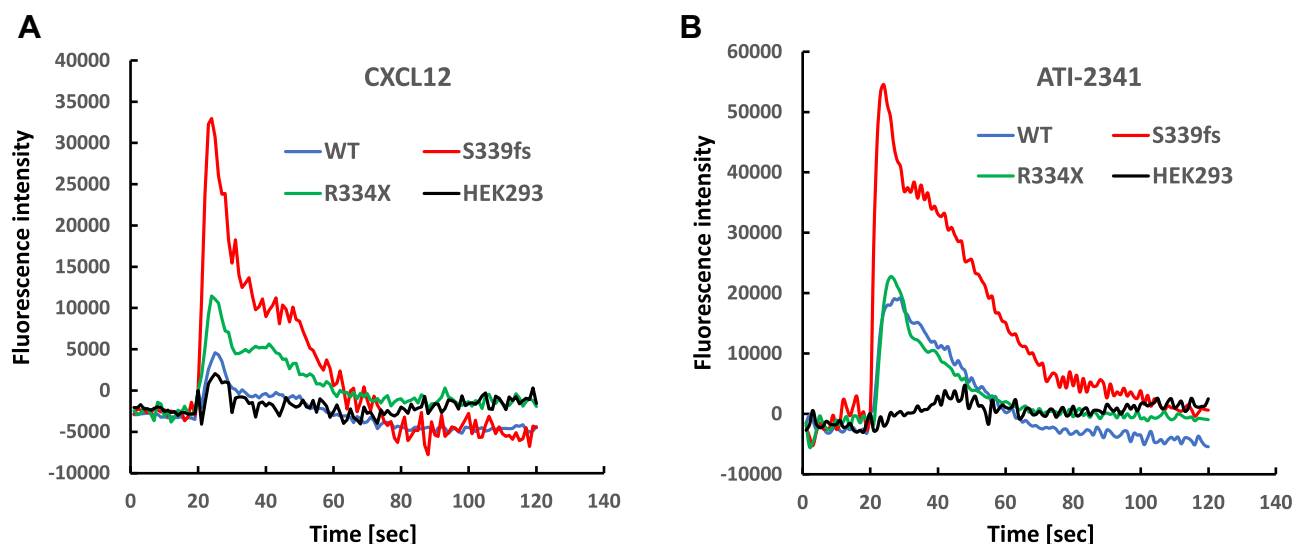 A
CXCL12
Fluorescence intensity
40000
35000
30000
25000
20000
15000
10000
5000
0
-5000
-10000
WT
S339fs
R334X
HEK293
0 20 40 60 80 100 120 140
Time [sec]
B
ATI-2341
Fluorescence intensity
60000
50000
40000
30000
20000
10000
0
-10000
WT
S339fs
R334X
HEK293
0 20 40 60 80 100 120 140
Time [sec]